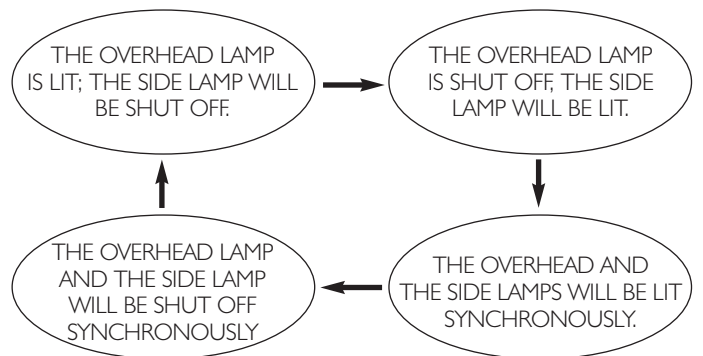 THE OVERHEAD LAMP
IS LIT; THE SIDE LAMP WILL
BE SHUT OFF.
THE OVERHEAD LAMP
IS SHUT OFF, THE SIDE
LAMP WILL BE LIT.
THE OVERHEAD LAMP
AND THE SIDE LAMP
WILL BE SHUT OFF
SYNCHRONOUSLY
THE OVERHEAD AND
THE SIDE LAMPS WILL BE LIT
SYNCHRONOUSLY.